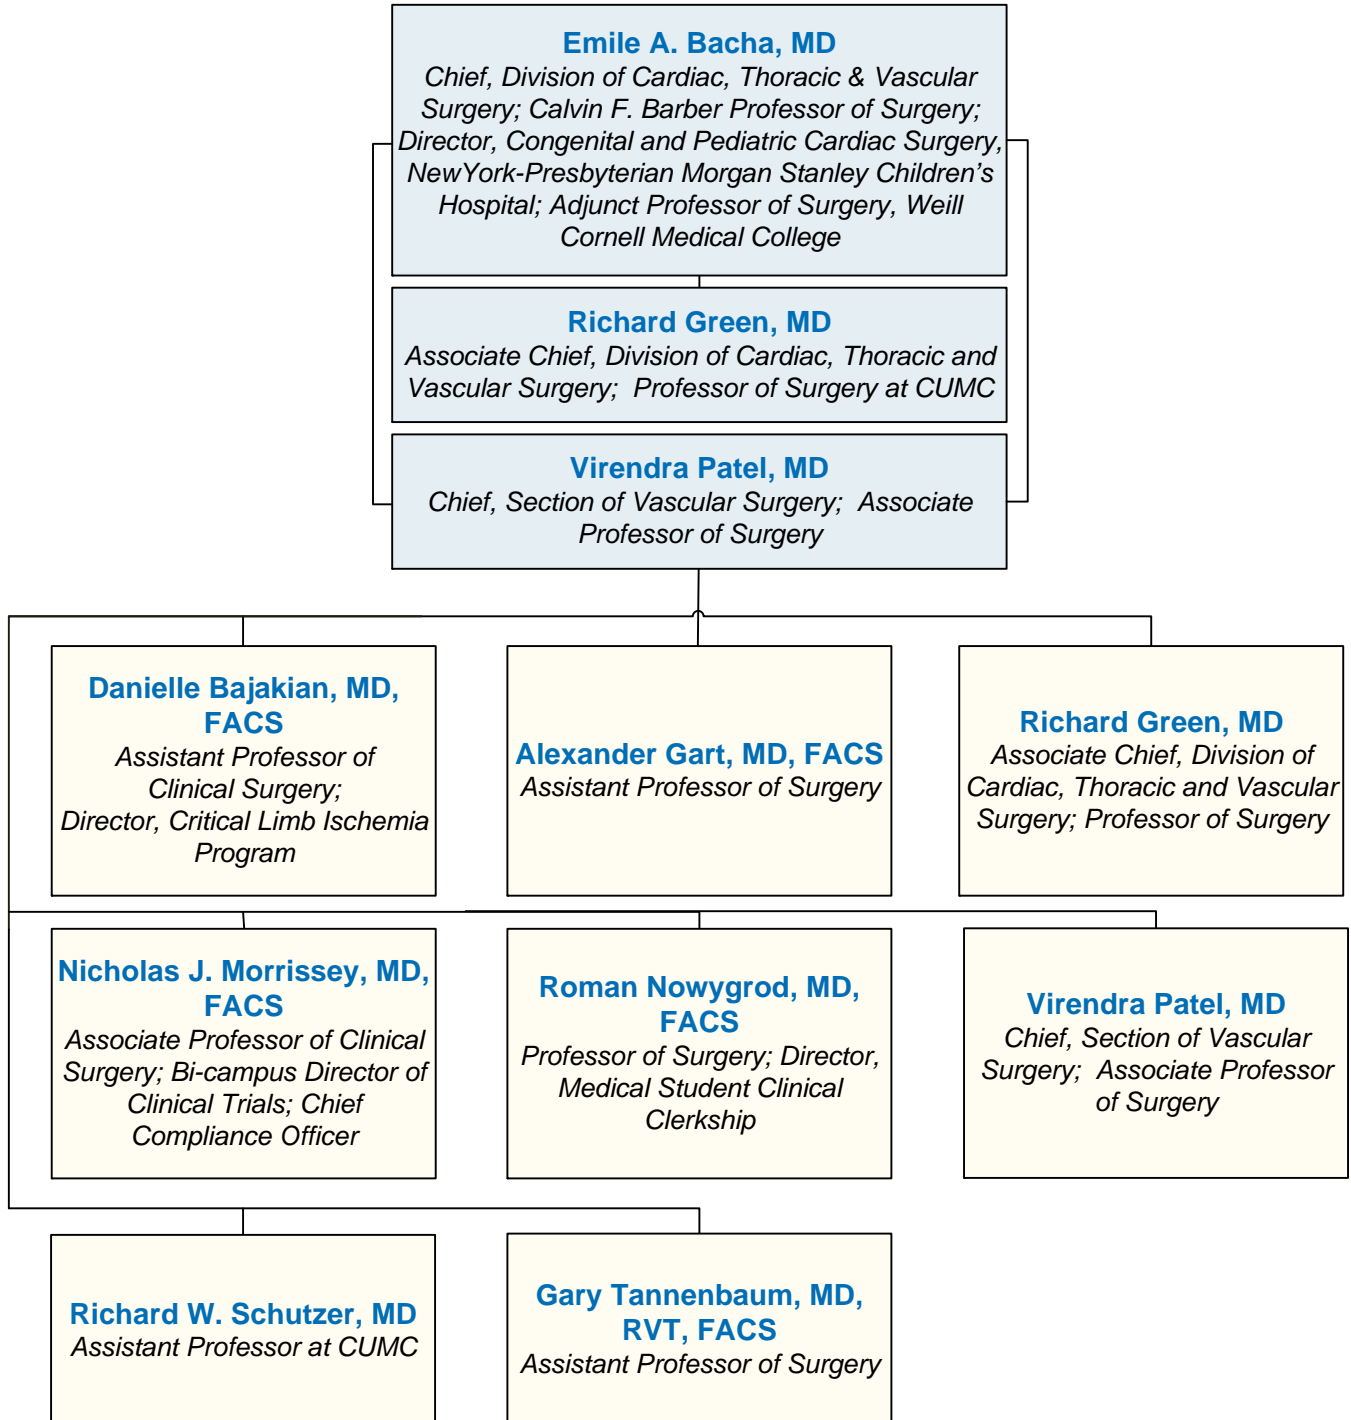 Emile A. Bacha, MD
Chief, Division of Cardiac, Thoracic & Vascular
Surgery; Calvin F. Barber Professor of Surgery;
Director, Congenital and Pediatric Cardiac Surgery,
NewYork-Presbyterian Morgan Stanley Children's
Hospital; Adjunct Professor of Surgery, Weill
Cornell Medical College
Richard Green, MD
Associate Chief, Division of Cardiac, Thoracic and
Vascular Surgery;  Professor of Surgery at CUMC
Virendra Patel, MD
Chief, Section of Vascular Surgery;  Associate
Professor of Surgery
Danielle Bajakian, MD,
FACS
Assistant Professor of
Clinical Surgery;
Director, Critical Limb Ischemia
Program
Alexander Gart, MD, FACS
Assistant Professor of Surgery
Richard Green, MD
Associate Chief, Division of
Cardiac, Thoracic and Vascular
Surgery; Professor of Surgery
Nicholas J. Morrissey, MD,
FACS
Associate Professor of Clinical
Surgery; Bi-campus Director of
Clinical Trials; Chief
Compliance Officer
Roman Nowygrod, MD,
FACS
Professor of Surgery; Director,
Medical Student Clinical
Clerkship
Virendra Patel, MD
Chief, Section of Vascular
Surgery;  Associate Professor
of Surgery
Richard W. Schutzer, MD
Assistant Professor at CUMC
Gary Tannenbaum, MD,
RVT, FACS
Assistant Professor of Surgery